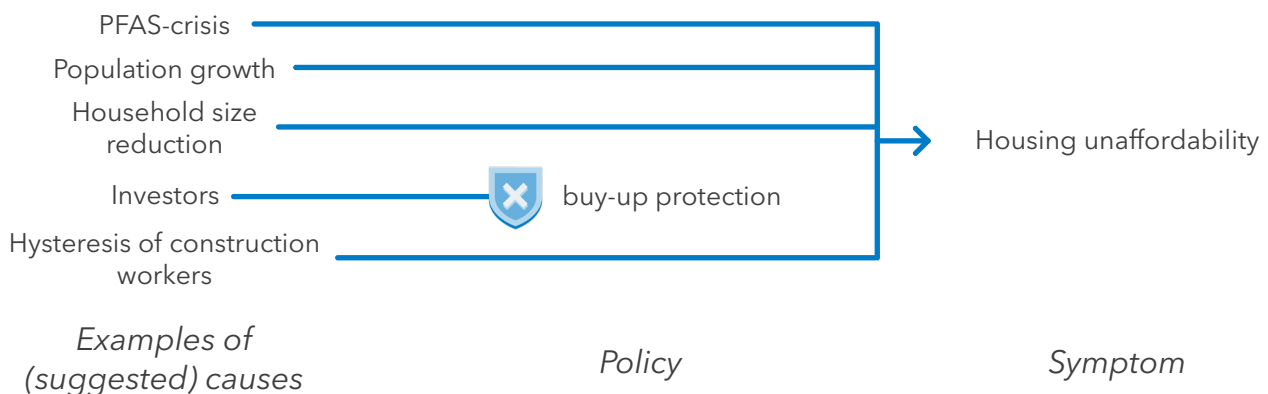 PFAS-crisis
Population growth
Household size
reduction
Housing unaffordability
Investors
buy-up protection
Hysteresis of construction
workers
Examples of
(suggested) causes
Policy
Symptom